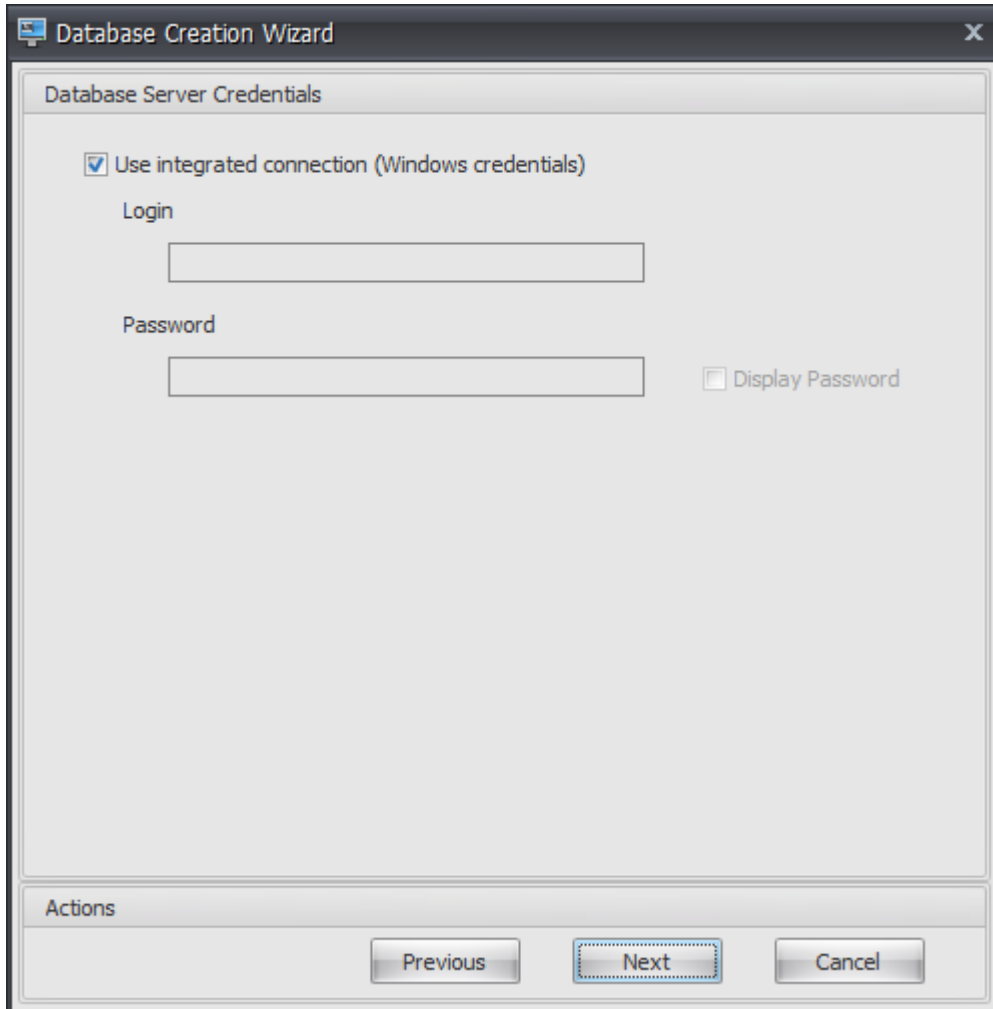 Database Creation Wizard
Database Server Credentials
Use integrated connection (Windows credentials)
Login
Password
Display Password
Actions
Previous Next Cancel